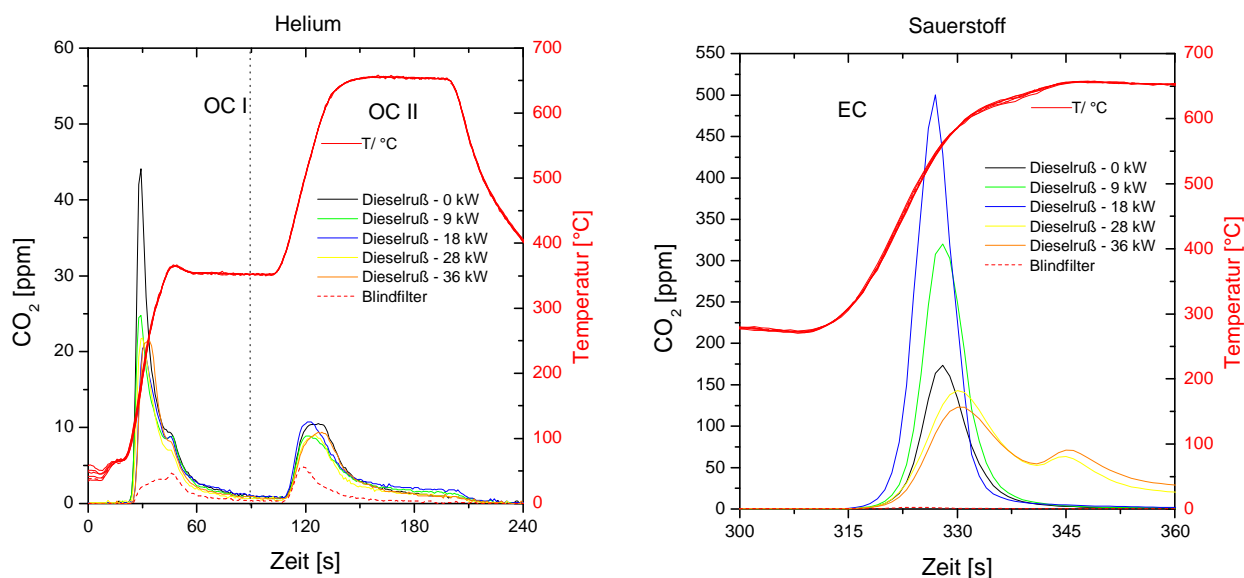 Helium
60
50
40
30
20
10
0
CO2 [ppm]
OC I
OC II
T/ °C
Dieselruß - 0 kW
Dieselruß - 9 kW
Dieselruß - 18 kW
Dieselruß - 28 kW
Dieselruß - 36 kW
Blindfilter
700
600
500
400
300
200
100
0
Temperatur [°C]
0 60 120 180 240
Zeit [s]
Sauerstoff
550
500
450
400
350
300
250
200
150
100
50
0
CO2 [ppm]
EC
T/ °C
Dieselruß - 0 kW
Dieselruß - 9 kW
Dieselruß - 18 kW
Dieselruß - 28 kW
Dieselruß - 36 kW
Blindfilter
700
600
500
400
300
200
100
0
Temperatur [°C]
300 315 330 345 360
Zeit [s]